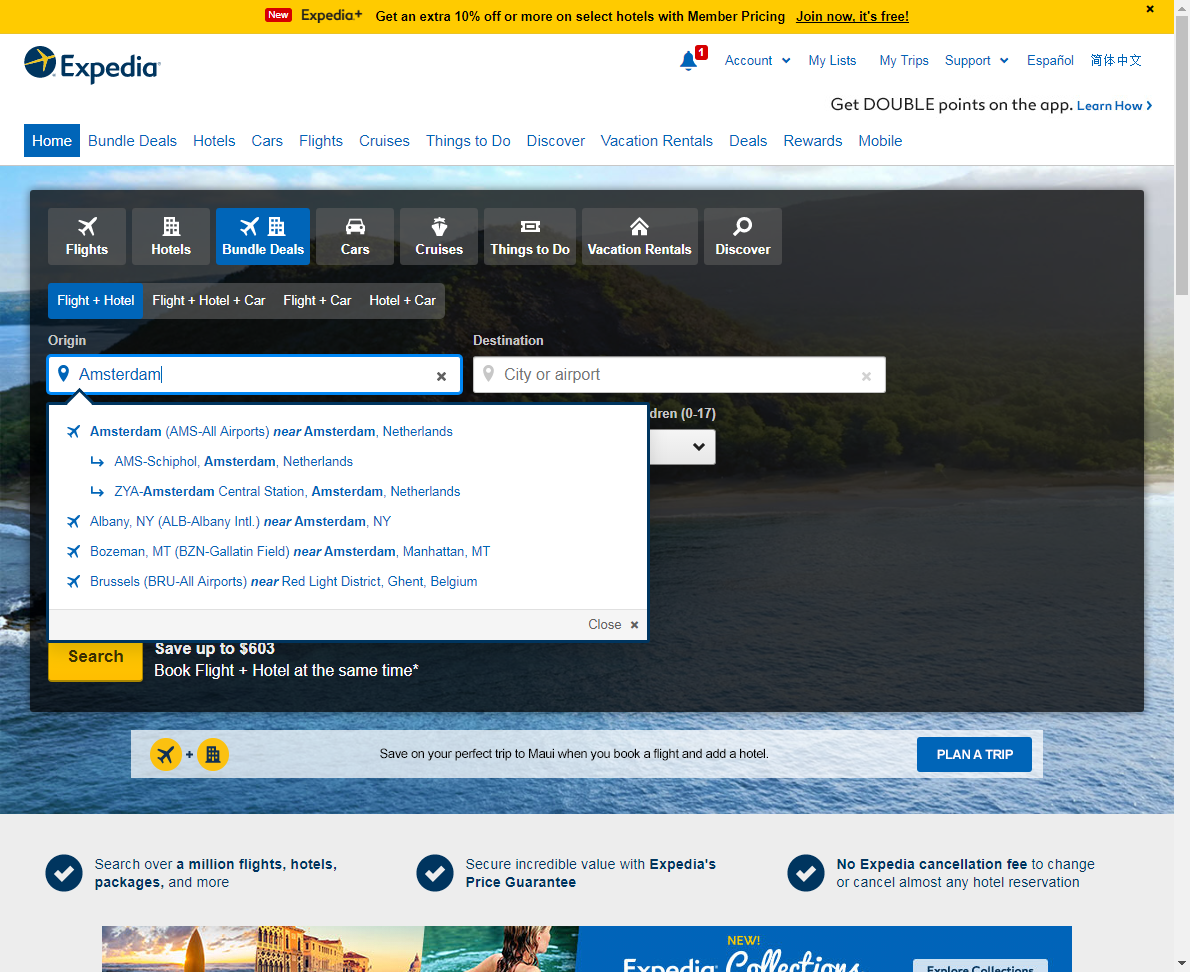 New Expedia+ Get an extra 10% off or more on select hotels with Member Pricing Join now, it's free!
Expedia
1 Account My Lists My Trips Support Español 简体中文
Get DOUBLE points on the app. Learn How
Home Bundle Deals Hotels Cars Flights Cruises Things to Do Discover Vacation Rentals Deals Rewards Mobile
Flights Hotels Bundle Deals Cars Cruises Things to Do Vacation Rentals Discover
Flight + Hotel Flight + Hotel + Car Flight + Car Hotel + Car
Origin Destination
Amsterdam City or airport
dren (0-17)
Amsterdam (AMS-All Airports) near Amsterdam, Netherlands
AMS-Schiphol, Amsterdam, Netherlands
ZYA-Amsterdam Central Station, Amsterdam, Netherlands
Albany, NY (ALB-Albany Intl.) near Amsterdam, NY
Bozeman, MT (BZN-Gallatin Field) near Amsterdam, Manhattan, MT
Brussels (BRU-All Airports) near Red Light District, Ghent, Belgium
Close
Search Save up to $603
Book Flight + Hotel at the same time*
Save on your perfect trip to Maui when you book a flight and add a hotel. PLAN A TRIP
Search over a million flights, hotels,
packages, and more
Secure incredible value with Expedia's
Price Guarantee
No Expedia cancellation fee to change
or cancel almost any hotel reservation
NEW!
Expedia Collections Explore Collections